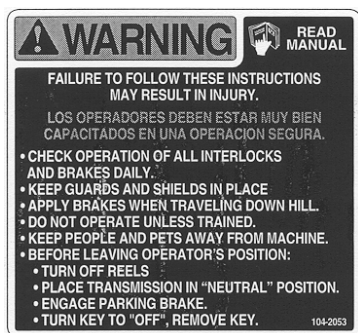 WARNING
READ
MANUAL
FAILURE TO FOLLOW THESE INSTRUCTIONS
MAY RESULT IN INJURY.
LOS OPERADORES DEBEN ESTAR MUY BIEN
CAPACITADOS EN UNA OPERACION SEGURA.
• CHECK OPERATION OF ALL INTERLOCKS
AND BRAKES DAILY.
• KEEP GUARDS AND SHIELDS IN PLACE
• APPLY BRAKES WHEN TRAVELING DOWN HILL.
• DO NOT OPERATE UNLESS TRAINED.
• KEEP PEOPLE AND PETS AWAY FROM MACHINE.
• BEFORE LEAVING OPERATOR'S POSITION:
• TURN OFF REELS
• PLACE TRANSMISSION IN "NEUTRAL" POSITION.
• ENGAGE PARKING BRAKE.
• TURN KEY TO "OFF", REMOVE KEY.
104-2053